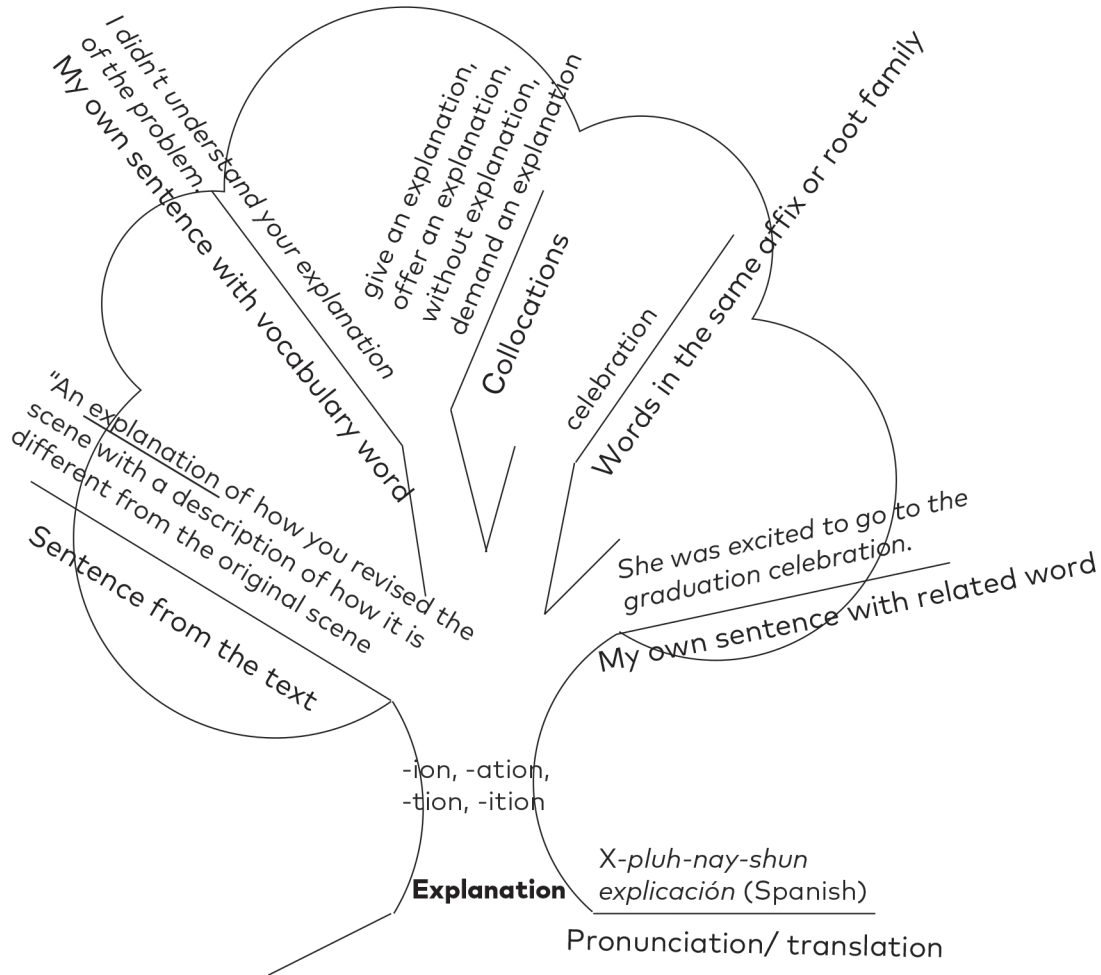 I didn't understand your explanation
of the problem.
My own sentence with vocabulary word
give an explanation,
offer an explanation,
without explanation,
demand an explanation
Collocations
celebration
Words in the same affix or root family
"An explanation of how you revised the
scene with a description of how it is
different from the original scene
Sentence from the text
She was excited to go to the
graduation celebration.
My own sentence with related word
-ion, -ation,
-tion, -ition
Explanation
X-pluh-nay-shun
explicación (Spanish)
Pronunciation/ translation